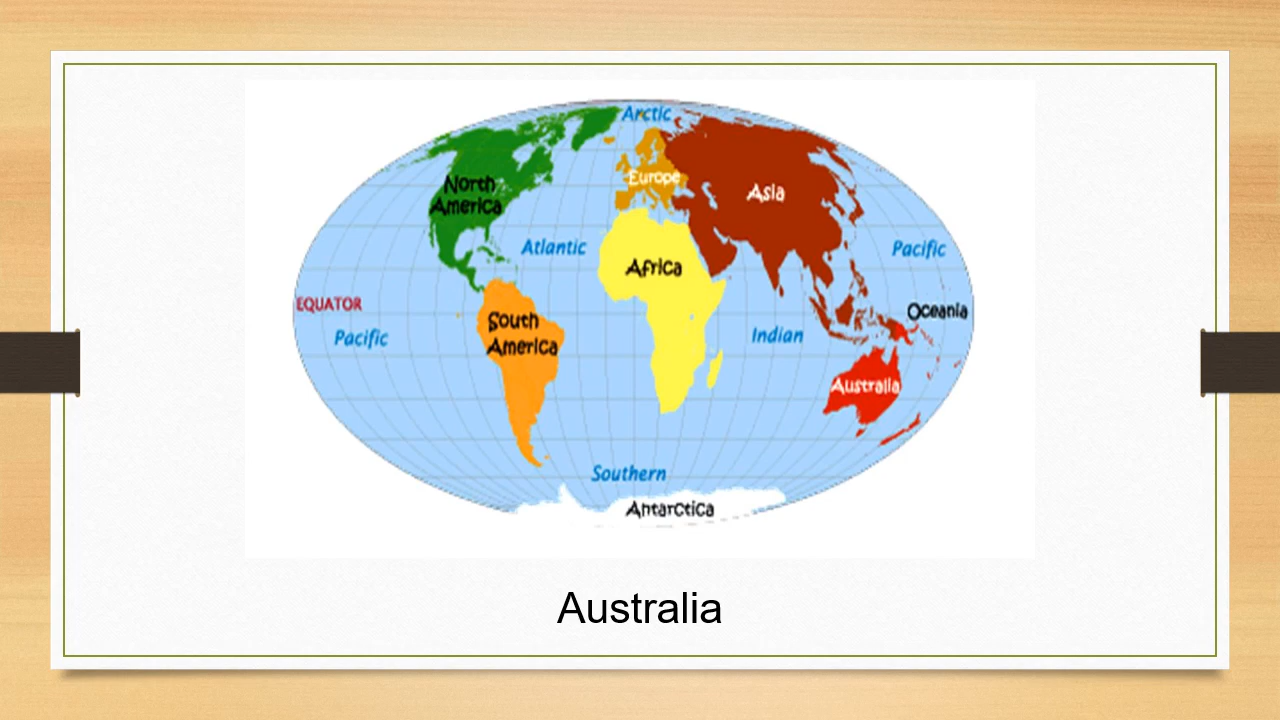 Arctic
North
America
Europe
Asia
Atlantic
Pacific
Africa
EQUATOR
Oceania
South
America
Pacific
Indian
Australia
Southern
Antarctica
Australia